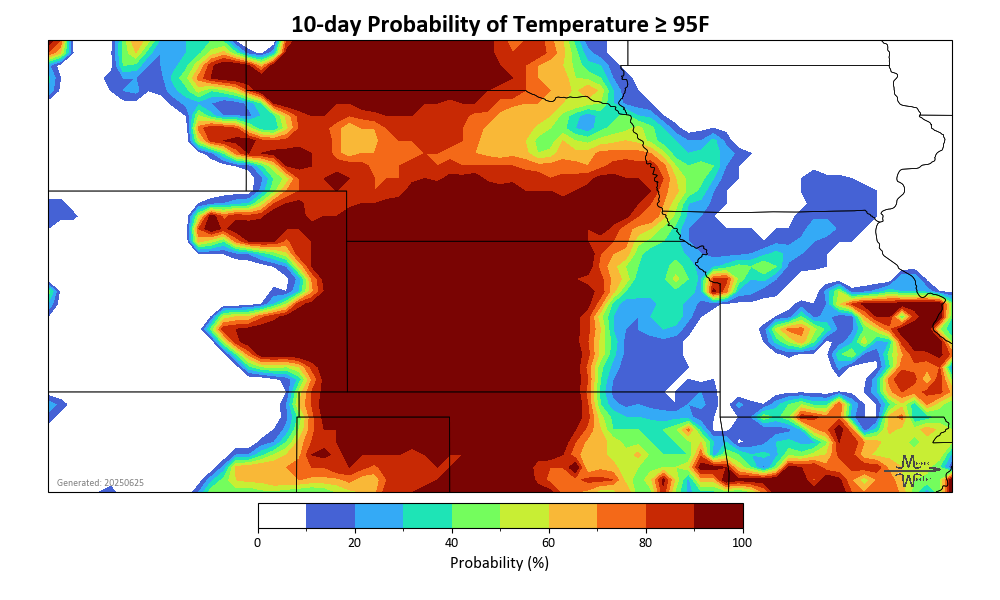 10-day Probability of Temperature ≥ 95F
Generated: 20250625
0 20 40 60 80 100
Probability (%)